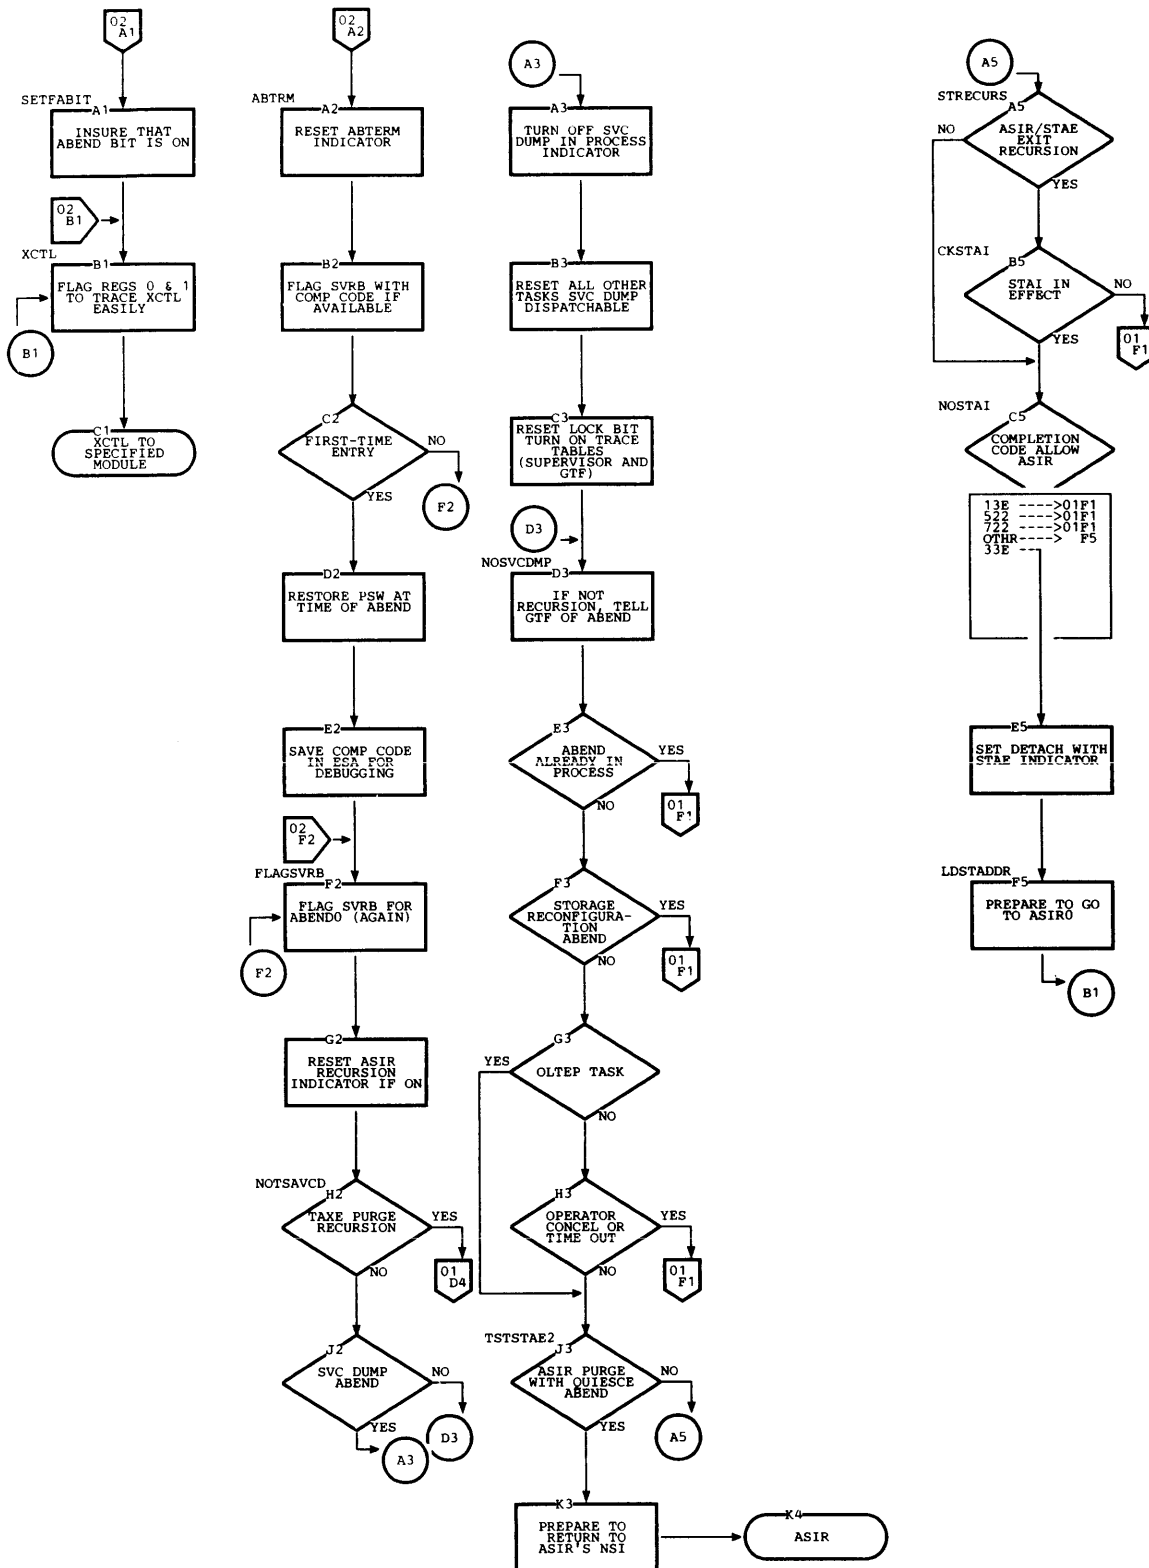 02
A1
SETFABIT
A1
INSURE THAT
ABEND BIT IS ON
02
B1
XCTL
B1
FLAG REGS 0 & 1
TO TRACE XCTL
EASILY
B1
C1
XCTL TO
SPECIFIED
MODULE
02
A2
ABTRM
A2
RESET ABTERM
INDICATOR
B2
FLAG SVRB WITH
COMP CODE IF
AVAILABLE
C2
FIRST-TIME
ENTRY
NO
F2
YES
D2
RESTORE PSW AT
TIME OF ABEND
E2
SAVE COMP CODE
IN ESA FOR
DEBUGGING
02
F2
FLAGSVRB
F2
FLAG SVRB FOR
ABEND0 (AGAIN)
F2
G2
RESET ASIR
RECURSION
INDICATOR IF ON
NOTSAVCD
H2
TAXE PURGE
RECURSION
YES
01
D4
NO
J2
SVC DUMP
ABEND
NO
D3
YES
A3
A3
A3
TURN OFF SVC
DUMP IN PROCESS
INDICATOR
B3
RESET ALL OTHER
TASKS SVC DUMP
DISPATCHABLE
C3
RESET LOCK BIT
TURN ON TRACE
TABLES
(SUPERVISOR AND
GTF)
D3
NOSVCDMP
D3
IF NOT
RECURSION, TELL
GTF OF ABEND
E3
ABEND
ALREADY IN
PROCESS
YES
01
F1
NO
F3
STORAGE
RECONFIGURA-
TION
ABEND
YES
01
F1
NO
G3
YES
OLTEP TASK
NO
H3
OPERATOR
CONCEL OR
TIME OUT
YES
01
F1
NO
TSTSTAE2
J3
ASIR PURGE
WITH QUIESCE
ABEND
NO
A5
YES
K3
PREPARE TO
RETURN TO
ASIR'S NSI
K4
ASIR
A5
STRECURS
A5
NO
ASIR/STAE
EXIT
RECURSION
YES
CKSTAI
B5
STAI IN
EFFECT
NO
01
F1
YES
NOSTAI
C5
COMPLETION
CODE ALLOW
ASIR
13E ---->01F1
522 ---->01F1
722 ---->01F1
OTHR----> F5
33E ---
E5
SET DETACH WITH
STAE INDICATOR
LDSTADDR
F5
PREPARE TO GO
TO ASIR0
B1